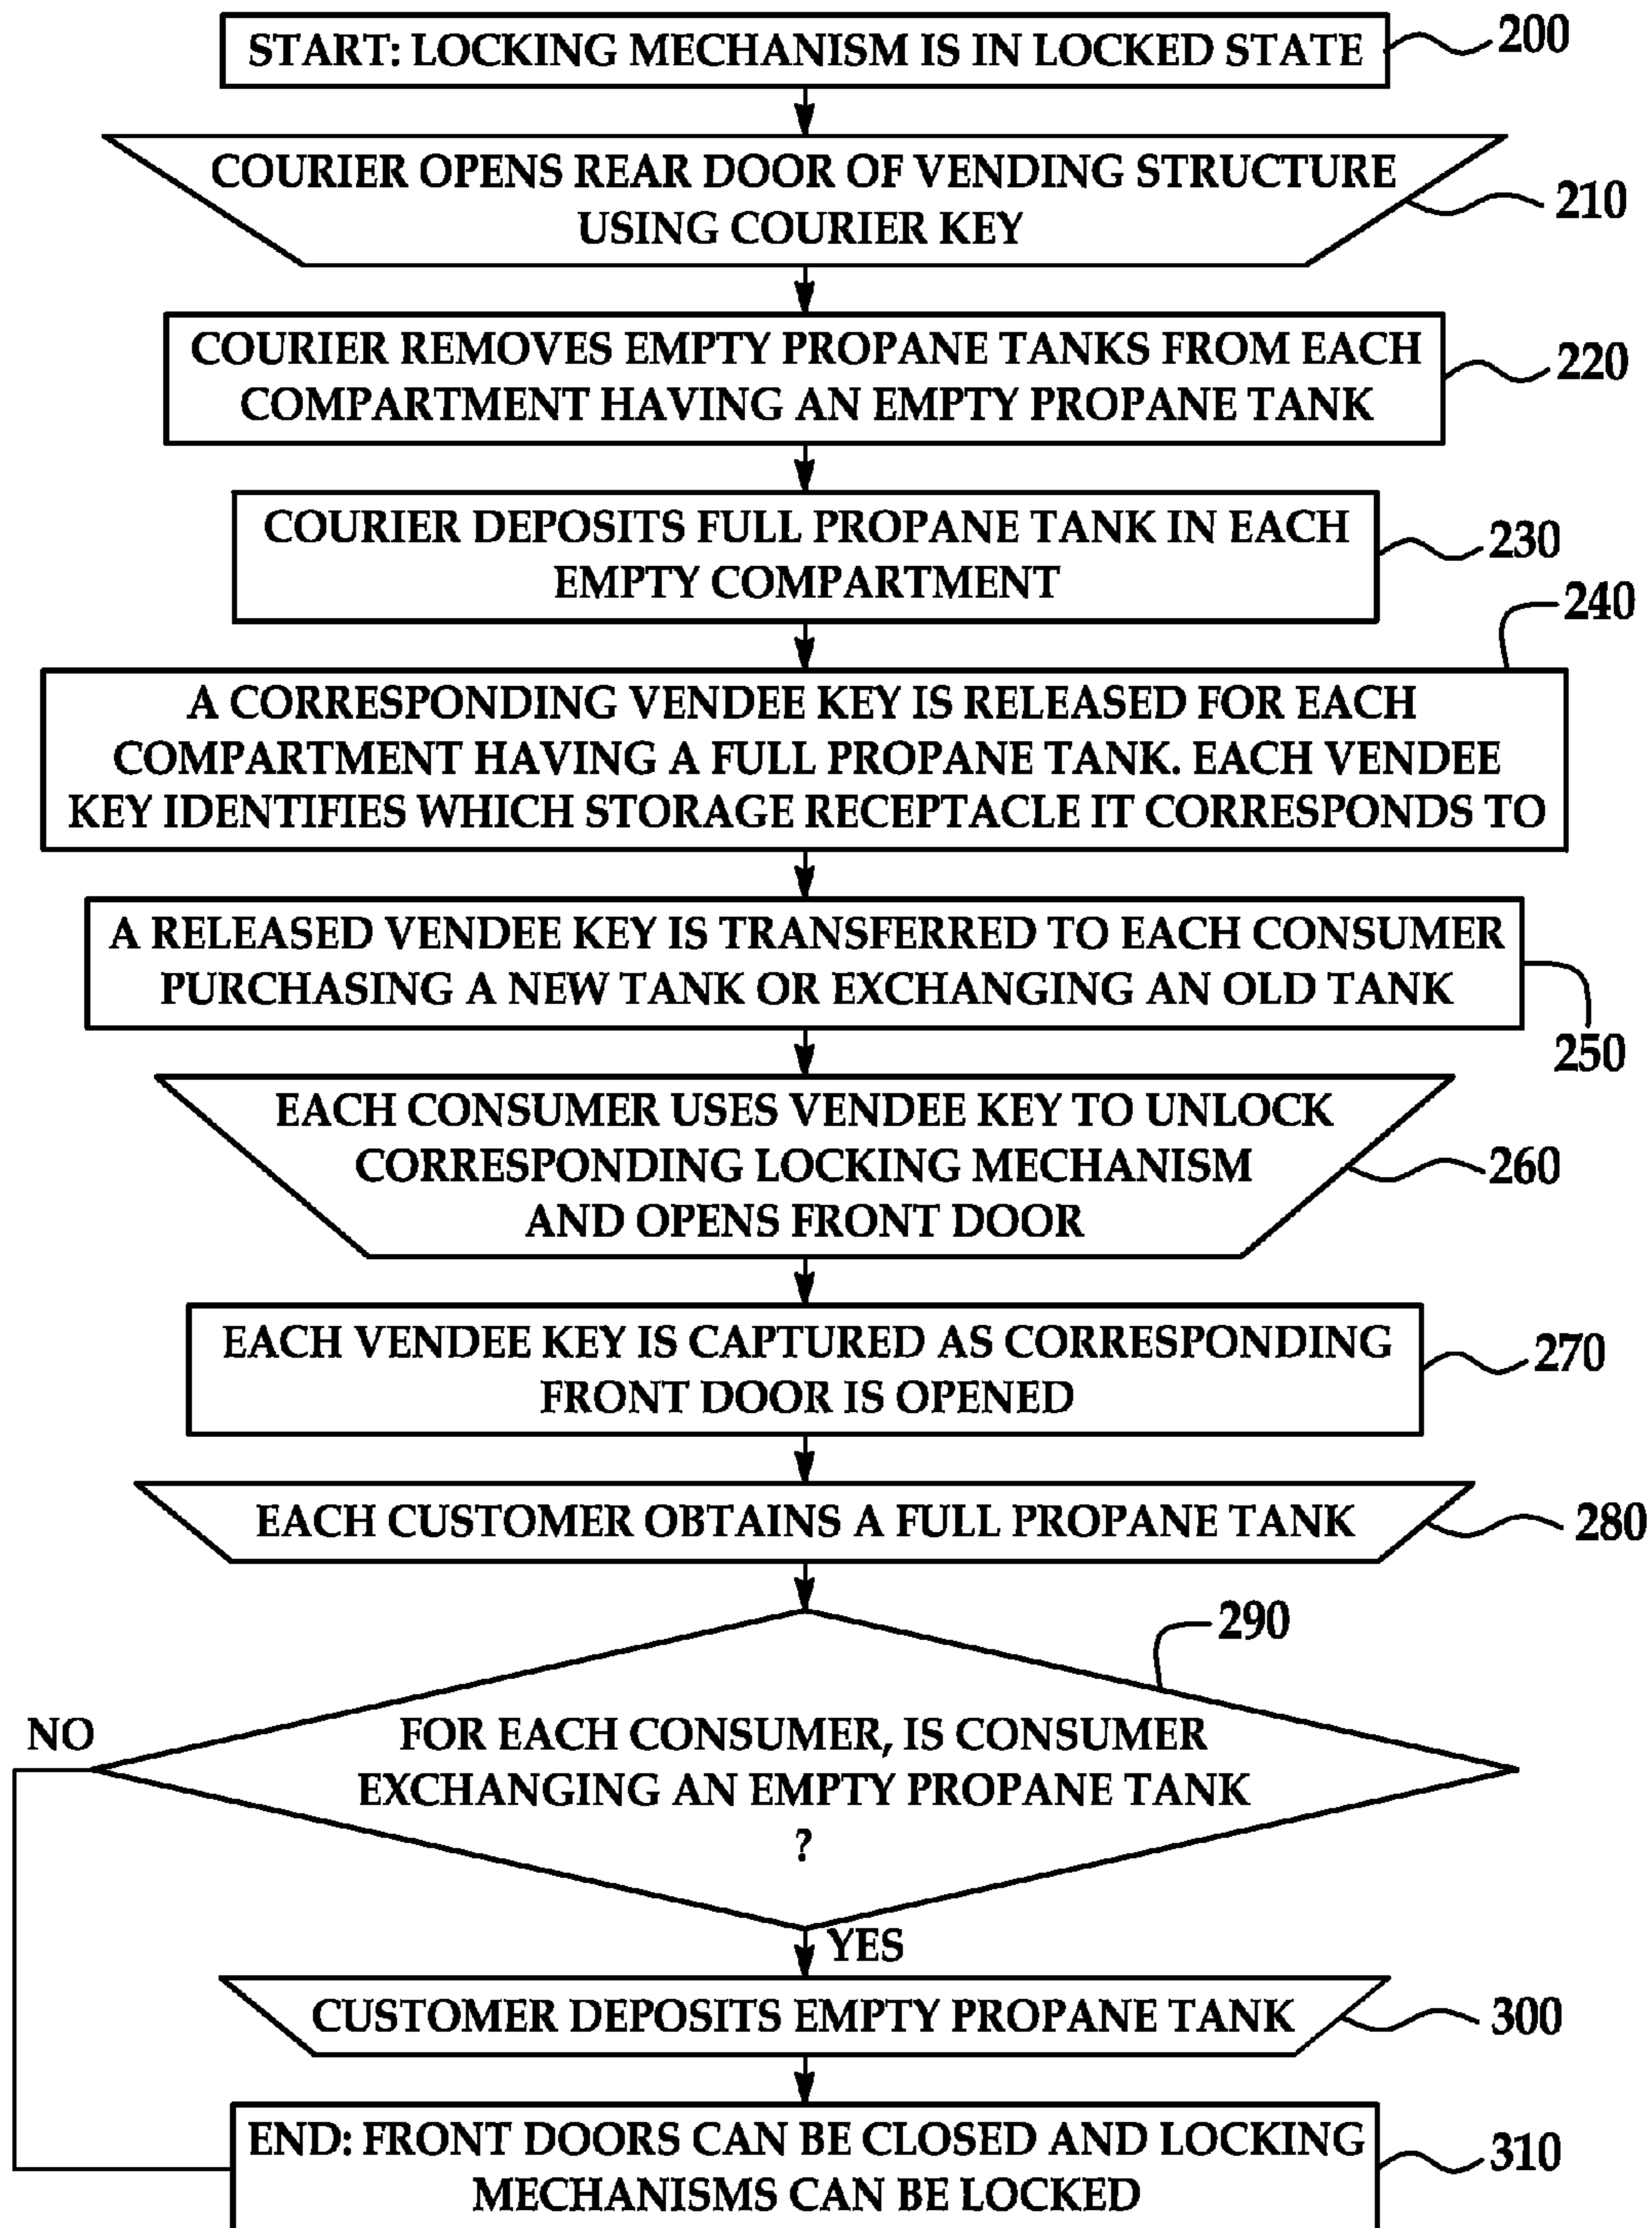 START: LOCKING MECHANISM IS IN LOCKED STATE
200
COURIER OPENS REAR DOOR OF VENDING STRUCTURE
USING COURIER KEY
210
COURIER REMOVES EMPTY PROPANE TANKS FROM EACH
COMPARTMENT HAVING AN EMPTY PROPANE TANK
220
COURIER DEPOSITS FULL PROPANE TANK IN EACH
EMPTY COMPARTMENT
230
240
A CORRESPONDING VENDEE KEY IS RELEASED FOR EACH
COMPARTMENT HAVING A FULL PROPANE TANK. EACH VENDEE
KEY IDENTIFIES WHICH STORAGE RECEPTACLE IT CORRESPONDS TO
A RELEASED VENDEE KEY IS TRANSFERRED TO EACH CONSUMER
PURCHASING A NEW TANK OR EXCHANGING AN OLD TANK
250
EACH CONSUMER USES VENDEE KEY TO UNLOCK
CORRESPONDING LOCKING MECHANISM
AND OPENS FRONT DOOR
260
EACH VENDEE KEY IS CAPTURED AS CORRESPONDING
FRONT DOOR IS OPENED
270
EACH CUSTOMER OBTAINS A FULL PROPANE TANK
280
290
NO
FOR EACH CONSUMER, IS CONSUMER
EXCHANGING AN EMPTY PROPANE TANK
?
YES
CUSTOMER DEPOSITS EMPTY PROPANE TANK
300
END: FRONT DOORS CAN BE CLOSED AND LOCKING
MECHANISMS CAN BE LOCKED
310